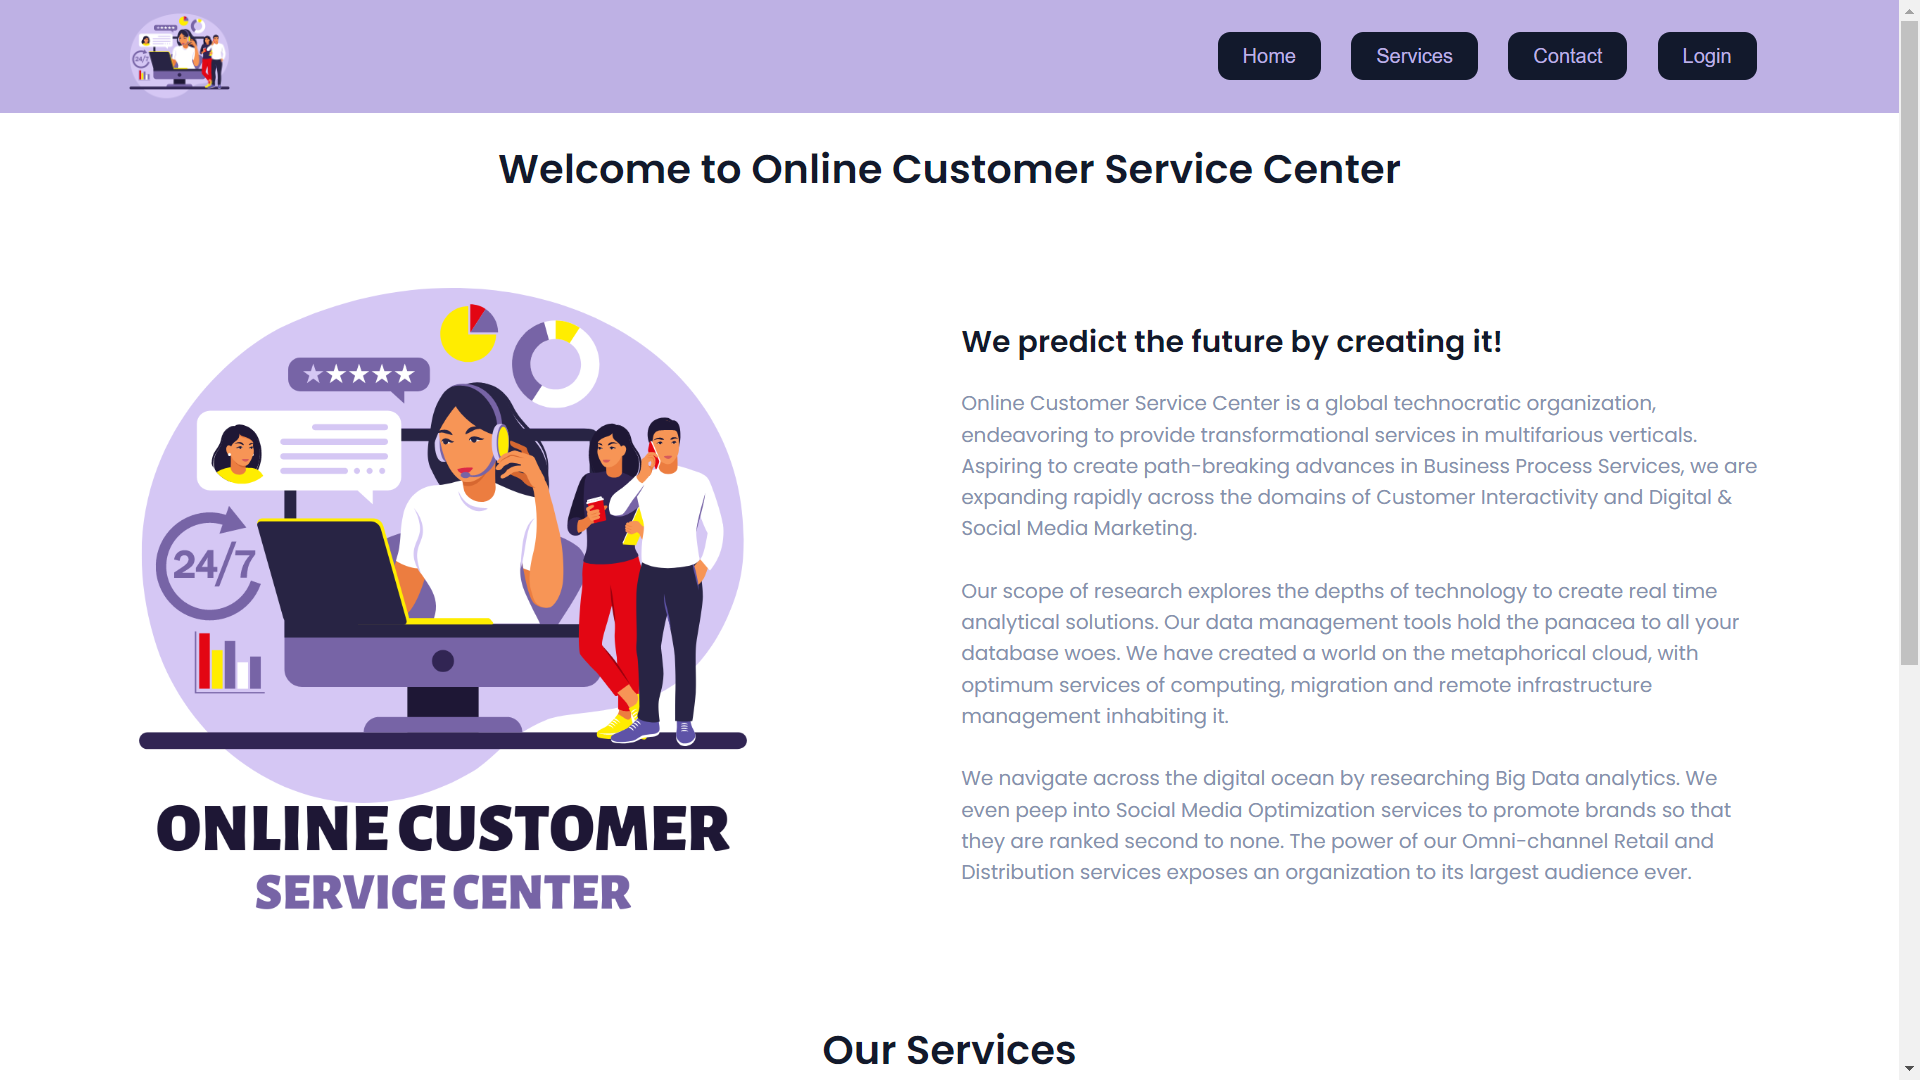 24/7
Home
Services
Contact
Login
Welcome to Online Customer Service Center
24/7
ONLINE CUSTOMER
SERVICE CENTER
We predict the future by creating it!
Online Customer Service Center is a global technocratic organization,
endeavoring to provide transformational services in multifarious verticals.
Aspiring to create path-breaking advances in Business Process Services, we are
expanding rapidly across the domains of Customer Interactivity and Digital &
Social Media Marketing.
Our scope of research explores the depths of technology to create real time
analytical solutions. Our data management tools hold the panacea to all your
database woes. We have created a world on the metaphorical cloud, with
optimum services of computing, migration and remote infrastructure
management inhabiting it.
We navigate across the digital ocean by researching Big Data analytics. We
even peep into Social Media Optimization services to promote brands so that
they are ranked second to none. The power of our Omni-channel Retail and
Distribution services exposes an organization to its largest audience ever.
Our Services